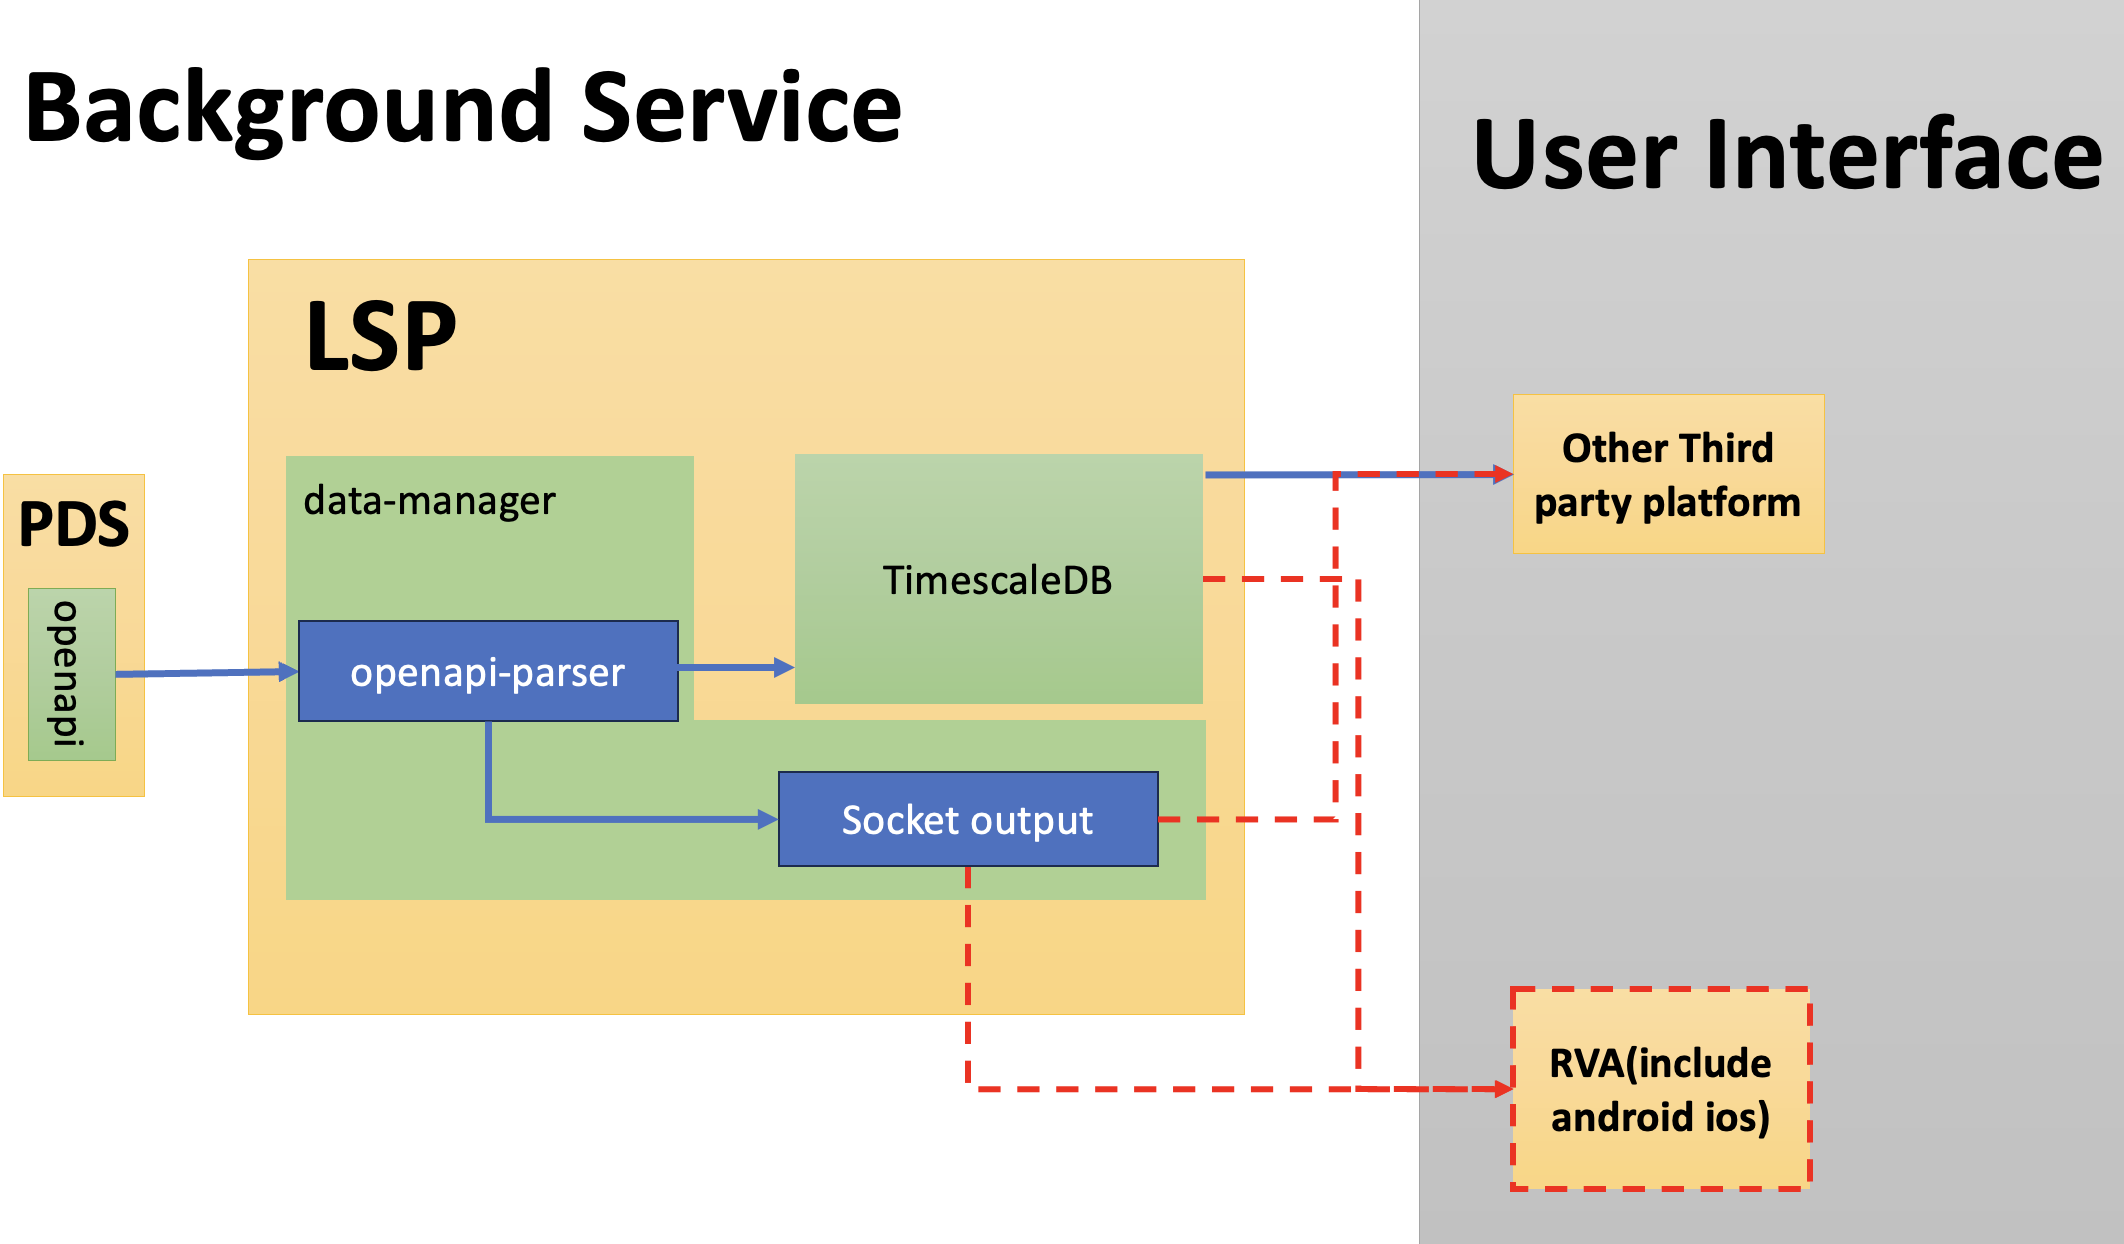 Background Service
User Interface
LSP
PDS
openapi
data-manager
openapi-parser
TimescaleDB
Socket output
Other Third
party platform
RVA(include
android ios)